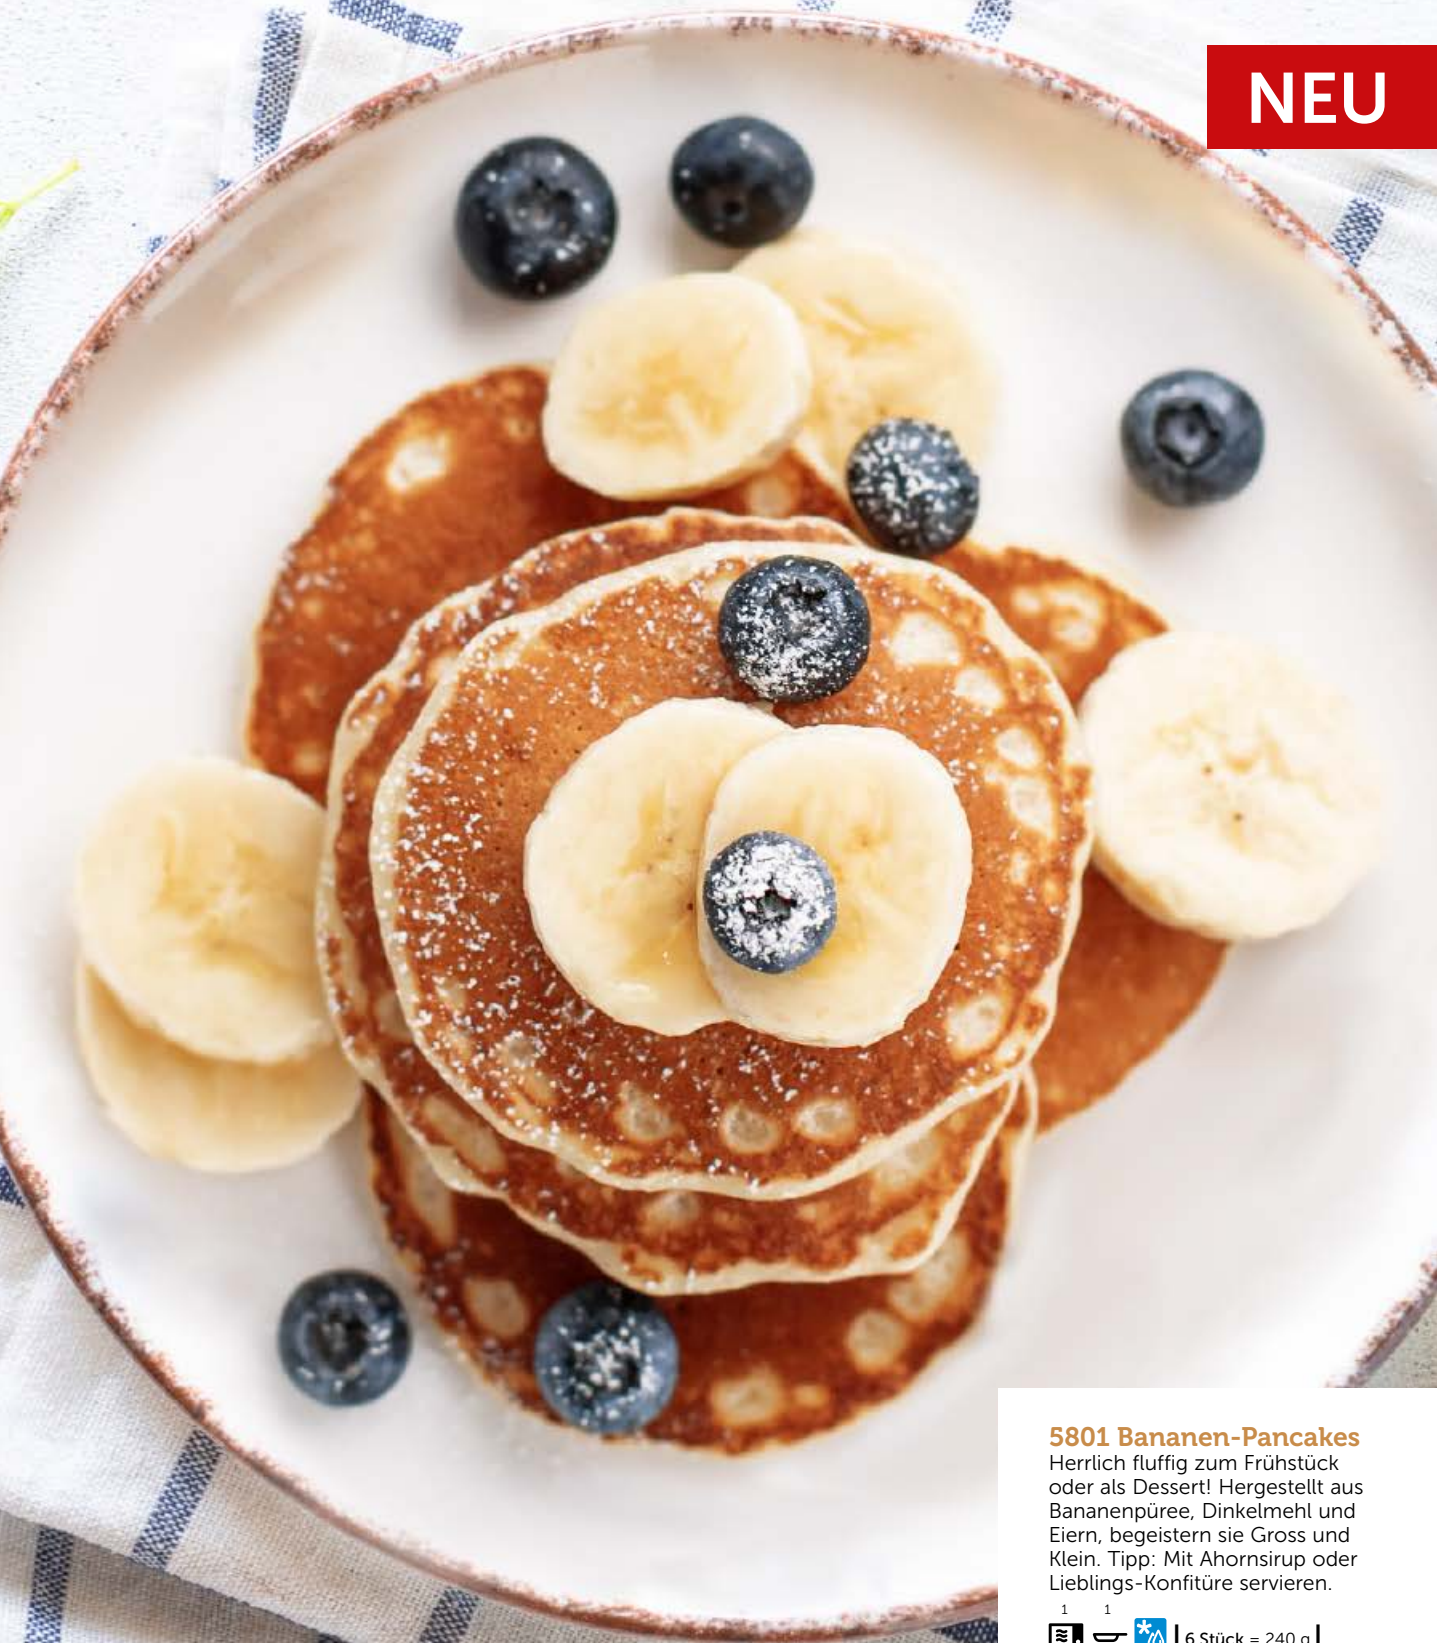 NEU
5801 Bananen-Pancakes
Herrlich fluffig zum Frühstück
oder als Dessert! Hergestellt aus
Bananenpüree, Dinkelmehl und
Eiern, begeistern sie Gross und
Klein. Tipp: Mit Ahornsirup oder
Lieblings-Konfitüre servieren.
1 1
6 Stück = 240 g